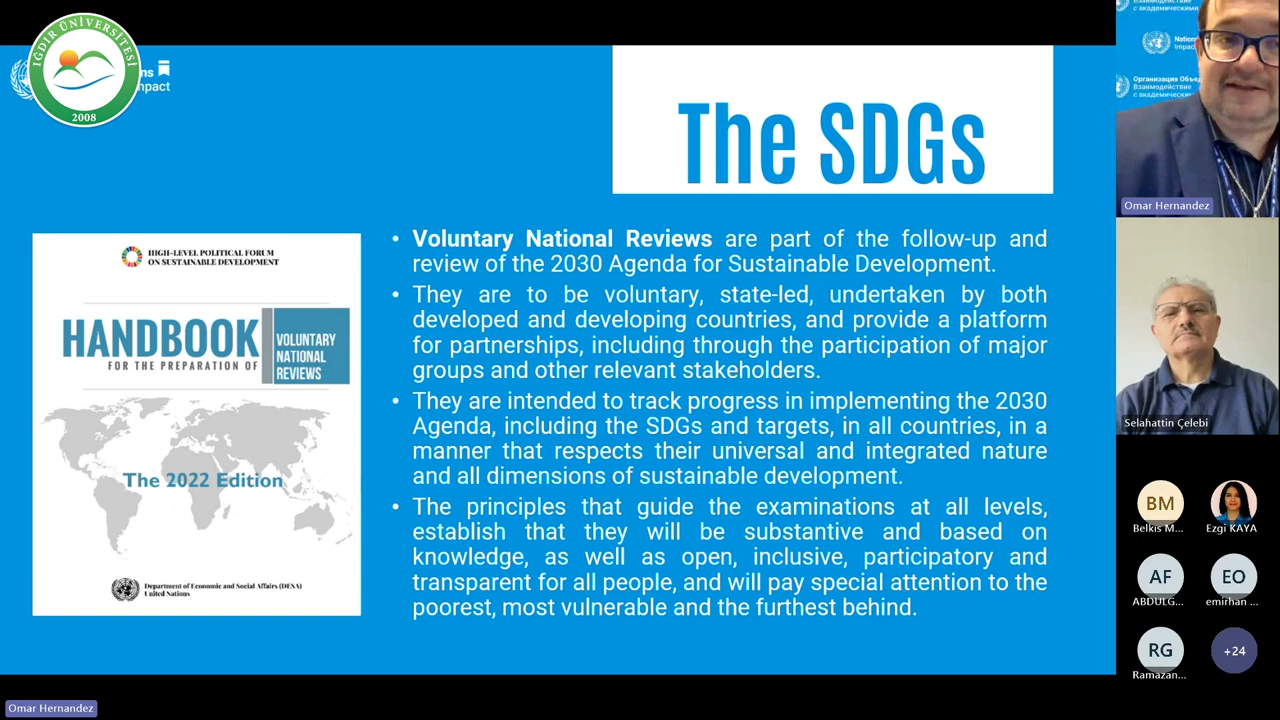 IĞDIR ÜNİVERSİTESİ
2008
ns
mpact
The SDGs
HIGH-LEVEL POLITICAL FORUM
ON SUSTAINABLE DEVELOPMENT
HANDBOOK
FOR THE PREPARATION OF
VOLUNTARY
NATIONAL
REVIEWS
The 2022 Edition
Department of Economic and Social Affairs (DESA)
United Nations
• Voluntary National Reviews are part of the follow-up and
review of the 2030 Agenda for Sustainable Development.
• They are to be voluntary, state-led, undertaken by both
developed and developing countries, and provide a platform
for partnerships, including through the participation of major
groups and other relevant stakeholders.
• They are intended to track progress in implementing the 2030
Agenda, including the SDGs and targets, in all countries, in a
manner that respects their universal and integrated nature
and all dimensions of sustainable development.
• The principles that guide the examinations at all levels,
establish that they will be substantive and based on
knowledge, as well as open, inclusive, participatory and
transparent for all people, and will pay special attention to the
poorest, most vulnerable and the furthest behind.
с академическими
Nation
Impac
Организация Объед
Взаимодействие
с академическим
Omar Hernandez
Selahattin Çelebi
BM
Belkis M...
Ezgi KAYA
AF
ABDULG...
EO
emirhan ...
RG
Ramazan...
+24
Omar Hernandez